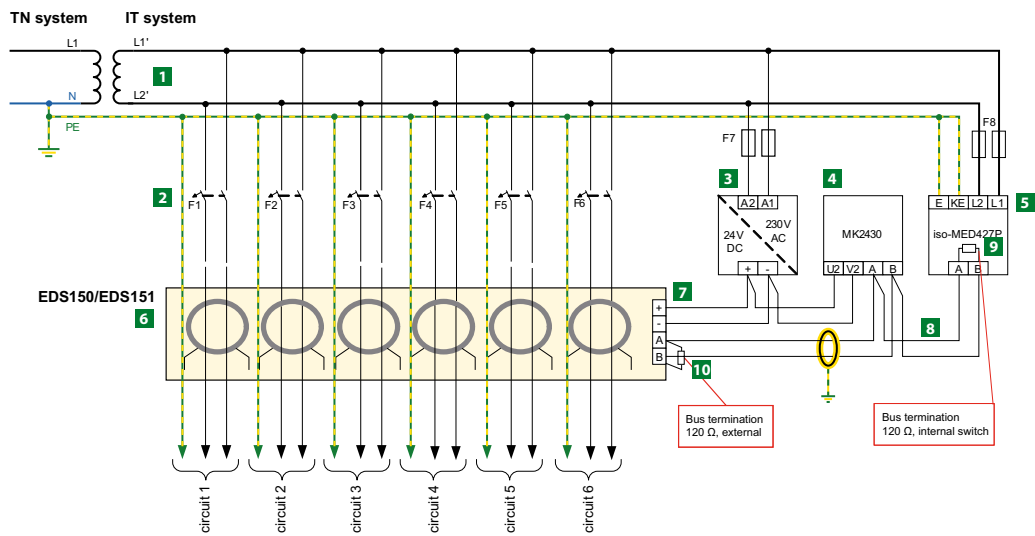 TN system
IT system
L1
L1'
1
L2'
N
PE
F7
F8
2
F1
F2
F3
F4
F5
F6
3
A2 A1
24V
DC
230V
AC
+ -
4
MK2430
U2 V2 A B
5
E KE L2 L1
iso-MED427P
9
A B
EDS150/EDS151
6
7
+
-
A
B
8
10
Bus termination
120 Ω, external
Bus termination
120 Ω, internal switch
circuit 1
circuit 2
circuit 3
circuit 4
circuit 5
circuit 6